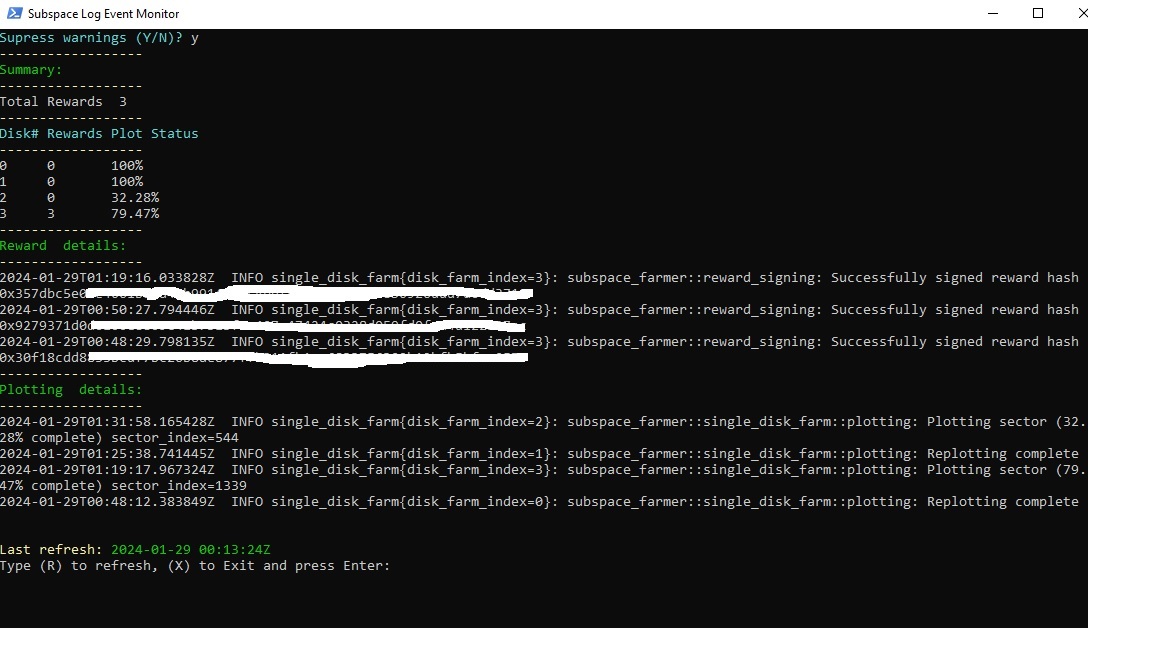 Subspace Log Event Monitor
Supress warnings (Y/N)? y
------------------
Summary:
------------------
Total Rewards  3
------------------
Disk# Rewards Plot Status
------------------
0     0       100%
1     0       100%
2     0       32.28%
3     3       79.47%
------------------
Reward  details:
------------------
2024-01-29T01:19:16.033828Z  INFO single_disk_farm{disk_farm_index=3}: subspace_farmer::reward_signing: Successfully signed reward hash
0x357dbc5e0
2024-01-29T00:50:27.794446Z  INFO single_disk_farm{disk_farm_index=3}: subspace_farmer::reward_signing: Successfully signed reward hash
0x9279371d0
2024-01-29T00:48:29.798135Z  INFO single_disk_farm{disk_farm_index=3}: subspace_farmer::reward_signing: Successfully signed reward hash
0x30f18cdd8
------------------
Plotting  details:
------------------
2024-01-29T01:31:58.165428Z  INFO single_disk_farm{disk_farm_index=2}: subspace_farmer::single_disk_farm::plotting: Plotting sector (32.
28% complete) sector_index=544
2024-01-29T01:25:38.741445Z  INFO single_disk_farm{disk_farm_index=1}: subspace_farmer::single_disk_farm::plotting: Replotting complete
2024-01-29T01:19:17.967324Z  INFO single_disk_farm{disk_farm_index=3}: subspace_farmer::single_disk_farm::plotting: Plotting sector (79.
47% complete) sector_index=1339
2024-01-29T00:48:12.383849Z  INFO single_disk_farm{disk_farm_index=0}: subspace_farmer::single_disk_farm::plotting: Replotting complete
Last refresh: 2024-01-29 00:13:24Z
Type (R) to refresh, (X) to Exit and press Enter: